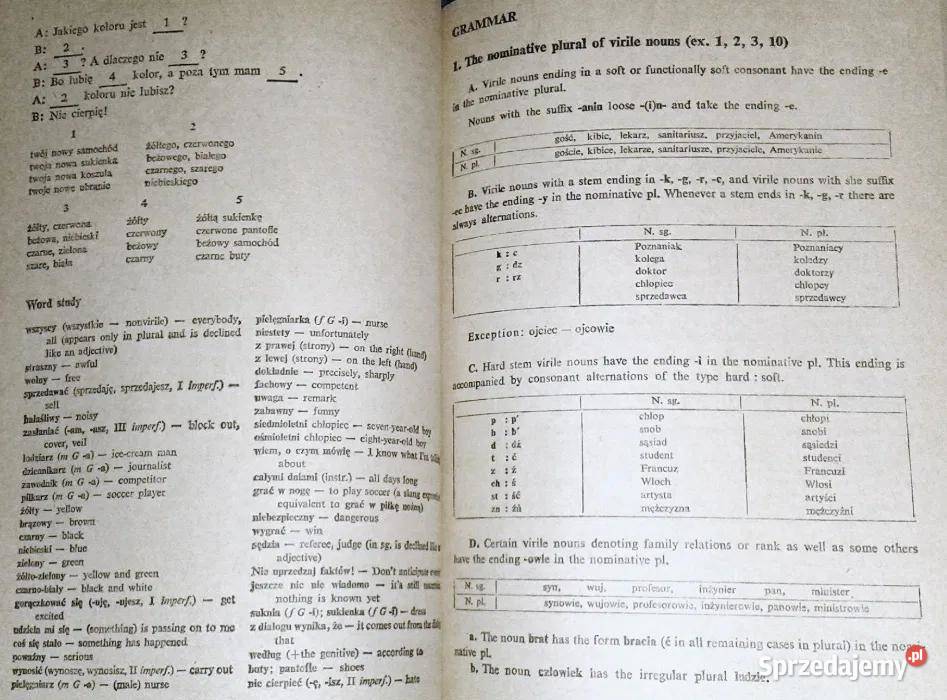 A: Jakiego koloru jest 1 ?
B: 2 .
A: 3 ? A dlaczego nie 3 ?
B: Bo lubię 4 kolor, a poza tym mam 5 .
A: 2 koloru nie lubisz?
B: Nie cierpię!
1 2
twój nowy samochód żółtego, czerwonego
twoja nowa sukienka beżowego, białego
twoja nowa koszula czarnego, szarego
twoje nowe ubranie niebieskiego
3 4 5
żółty, czerwona żółty żółtą sukienkę
beżowa, niebieski czerwony czerwone pantofle
czarne, zielona beżowy beżowy samochód
szare, biała czarny czarne buty
Word study
wszyscy (wszystkie — nonvirile) — everybody,
all (appears only in plural and is declined
like an adjective)
straszny — awful
wolny — free
sprzedawać (sprzedaję, sprzedajesz, I Imperf.) —
sell
hałaśliwy — noisy
zasłaniać (-am, -asz, III imperf.) — block out,
cover, veil
lodziarz (m G -a) — ice-cream man
dziennikarz (m G -a) — journalist
zawodnik (m G -a) — competitor
piłkarz (m G -a) — soccer player
żółty — yellow
brązowy — brown
czarny — black
niebieski — blue
zielony — green
żółto-zielony — yellow and green
czarno-biały — black and white
gorączkować się (-uję, -ujesz, I Imperf.) — get
excited
udziela mi się — (something) is passing on to me
coś się stało — something has happened
poważny — serious
wynosić (wynoszę, wynosisz, II imperf.) — carry out
pielęgniarz (m G -a) — (male) nurse
pielęgniarka (f G -i) — nurse
niestety — unfortunately
z prawej (strony) — on the right (hand)
z lewej (strony) — on the left (hand)
dokładnie — precisely, sharply
fachowy — competent
uwaga — remark
zabawny — funny
siedmioletni chłopiec — seven-year-old boy
ośmioletni chłopiec — eight-year-old boy
wiem, o czym mówię — I know what I'm
about
całymi dniami (instr.) — all days long
grać w nogę — to play soccer (a slang
equivalent to grać w piłkę nożną)
niebezpieczny — dangerous
wygrać — win
sędzia — referee, judge (in sg. is declined like a
adjective)
Nie uprzedzaj faktów! — Don't anticipate
jeszcze nic nie wiadomo — it's still
nothing is known yet
suknia (f G -i); sukienka (f G -i) — dress
z dialogu wynika, że — it comes out from the
that
według (+the genitive) — according to
buty; pantofle — shoes
nie cierpieć (-ę, -isz, II imperf.) — hate
GRAMMAR
1. The nominative plural of virile nouns (ex. 1, 2, 3, 10)
A. Virile nouns ending in a soft or functionally soft consonant have the ending -e
in the nominative plural.
Nouns with the suffix -anin loose -(i)n- and take the ending -e.
N. sg. gość, kibic, lekarz, sanitariusz, przyjaciel, Amerykanin
N. pl. goście, kibice, lekarze, sanitariusze, przyjaciele, Amerykanie
B. Virile nouns with a stem ending in -k, -g, -r, -c, and virile nouns with she suffix
-ec have the ending -y in the nominative pl. Whenever a stem ends in -k, -g, -r there are
always alternations.
N. sg. N. pl.
k : c Poznaniak Poznaniacy
g : dz kolega koledzy
r : rz doktor doktorzy
chłopiec chłopcy
sprzedawca sprzedawcy
Exception: ojciec — ojcowie
C. Hard stem virile nouns have the ending -i in the nominative pl. This ending is
accompanied by consonant alternations of the type hard : soft.
N. sg. N. pl.
p : p' chłop chłopi
b : b' snob snobi
d : dź sąsiad sąsiedzi
t : ć student studenci
z : ź Francuz Francuzi
ch : ś Włoch Włosi
st : ść artysta artyści
zn : źń mężczyzna mężczyźni
D. Certain virile nouns denoting family relations or rank as well as some others
have the ending -owie in the nominative pl.
N. sg. syn, wuj, profesor, inżynier pan, minister
N. pl. synowie, wujowie, profesorowie, inżynierowie, panowie, ministrowie
a. The noun brat has the form bracia (ć in all remaining cases in plural) in the
native pl.
b. The noun człowiek has the irregular plural ludzie.
Sprzedajemy.pl